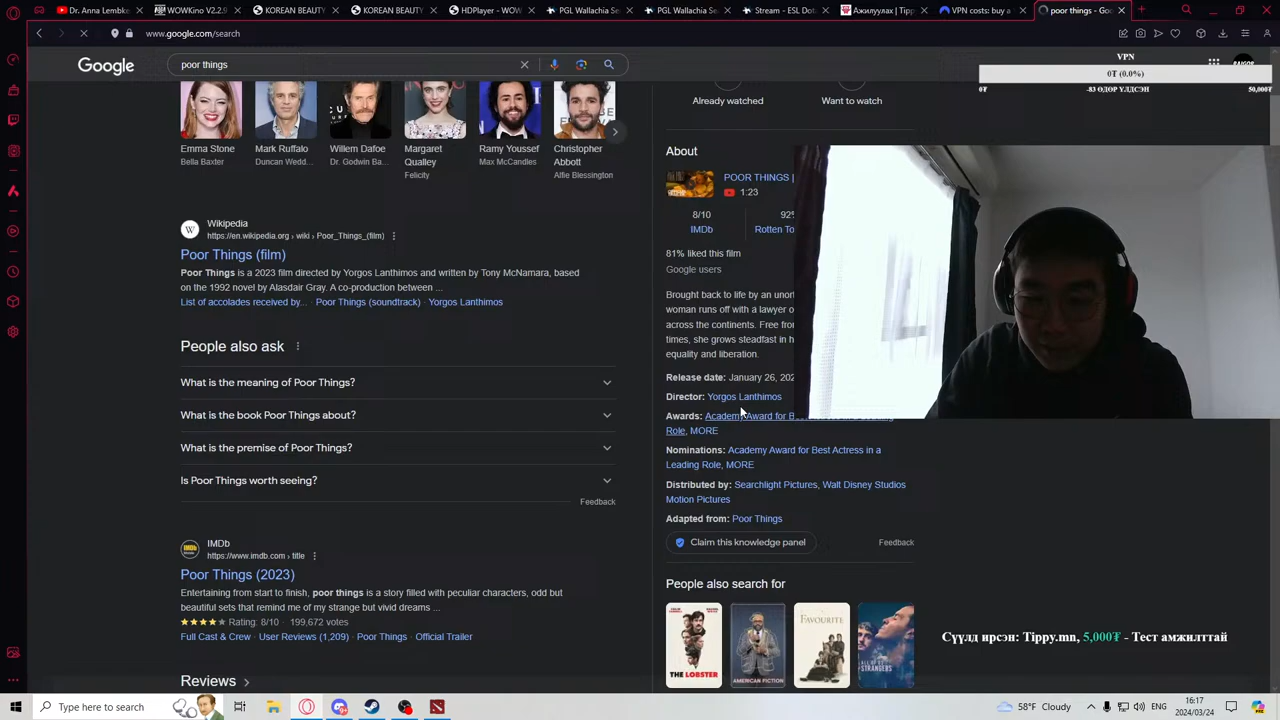 Dr. Anna Lembke
WOWKino V2.2.9
KOREAN BEAUTY
KOREAN BEAUTY
HDPlayer - WOW
PGL Wallachia Se
PGL Wallachia Se
Stream - ESL Dot
Ажилуулах | Tipp
VPN costs: buy a
poor things - Goo
www.google.com/search
Google
poor things
VPN
0₮ (0.0%)
0₮
-83 ӨДӨР ҮЛДСЭН
50,000₮
Already watched
Want to watch
Emma Stone
Bella Baxter
Mark Ruffalo
Duncan Wedd...
Willem Dafoe
Dr. Godwin Ba...
Margaret
Qualley
Felicity
Ramy Youssef
Max McCandles
Christopher
Abbott
Alfie Blessington
Wikipedia
https://en.wikipedia.org › wiki › Poor_Things_(film)
Poor Things (film)
Poor Things is a 2023 film directed by Yorgos Lanthimos and written by Tony McNamara, based
on the 1992 novel by Alasdair Gray. A co-production between ...
List of accolades received by... · Poor Things (soundtrack) · Yorgos Lanthimos
People also ask
What is the meaning of Poor Things?
What is the book Poor Things about?
What is the premise of Poor Things?
Is Poor Things worth seeing?
Feedback
IMDb
https://www.imdb.com › title
Poor Things (2023)
Entertaining from start to finish, poor things is a story filled with peculiar characters, odd but
beautiful sets that remind me of my strange but vivid dreams ...
Rating: 8/10 · 199,672 votes
Full Cast & Crew · User Reviews (1,209) · Poor Things · Official Trailer
Reviews
About
POOR THINGS |
1:23
8/10
IMDb
92%
Rotten To
81% liked this film
Google users
Brought back to life by an unort
woman runs off with a lawyer o
across the continents. Free from
times, she grows steadfast in h
equality and liberation.
Release date: January 26, 202
Director: Yorgos Lanthimos
Awards: Academy Award for B
Role, MORE
Nominations: Academy Award for Best Actress in a
Leading Role, MORE
Distributed by: Searchlight Pictures, Walt Disney Studios
Motion Pictures
Adapted from: Poor Things
Claim this knowledge panel
Feedback
People also search for
THE LOBSTER
AMERICAN FICTION
FAVOURITE
STRANGERS
Сүүлд ирсэн: Tippy.mn, 5,000₮ - Тест амжилттай
Type here to search
58°F Cloudy
16:17
2024/03/24